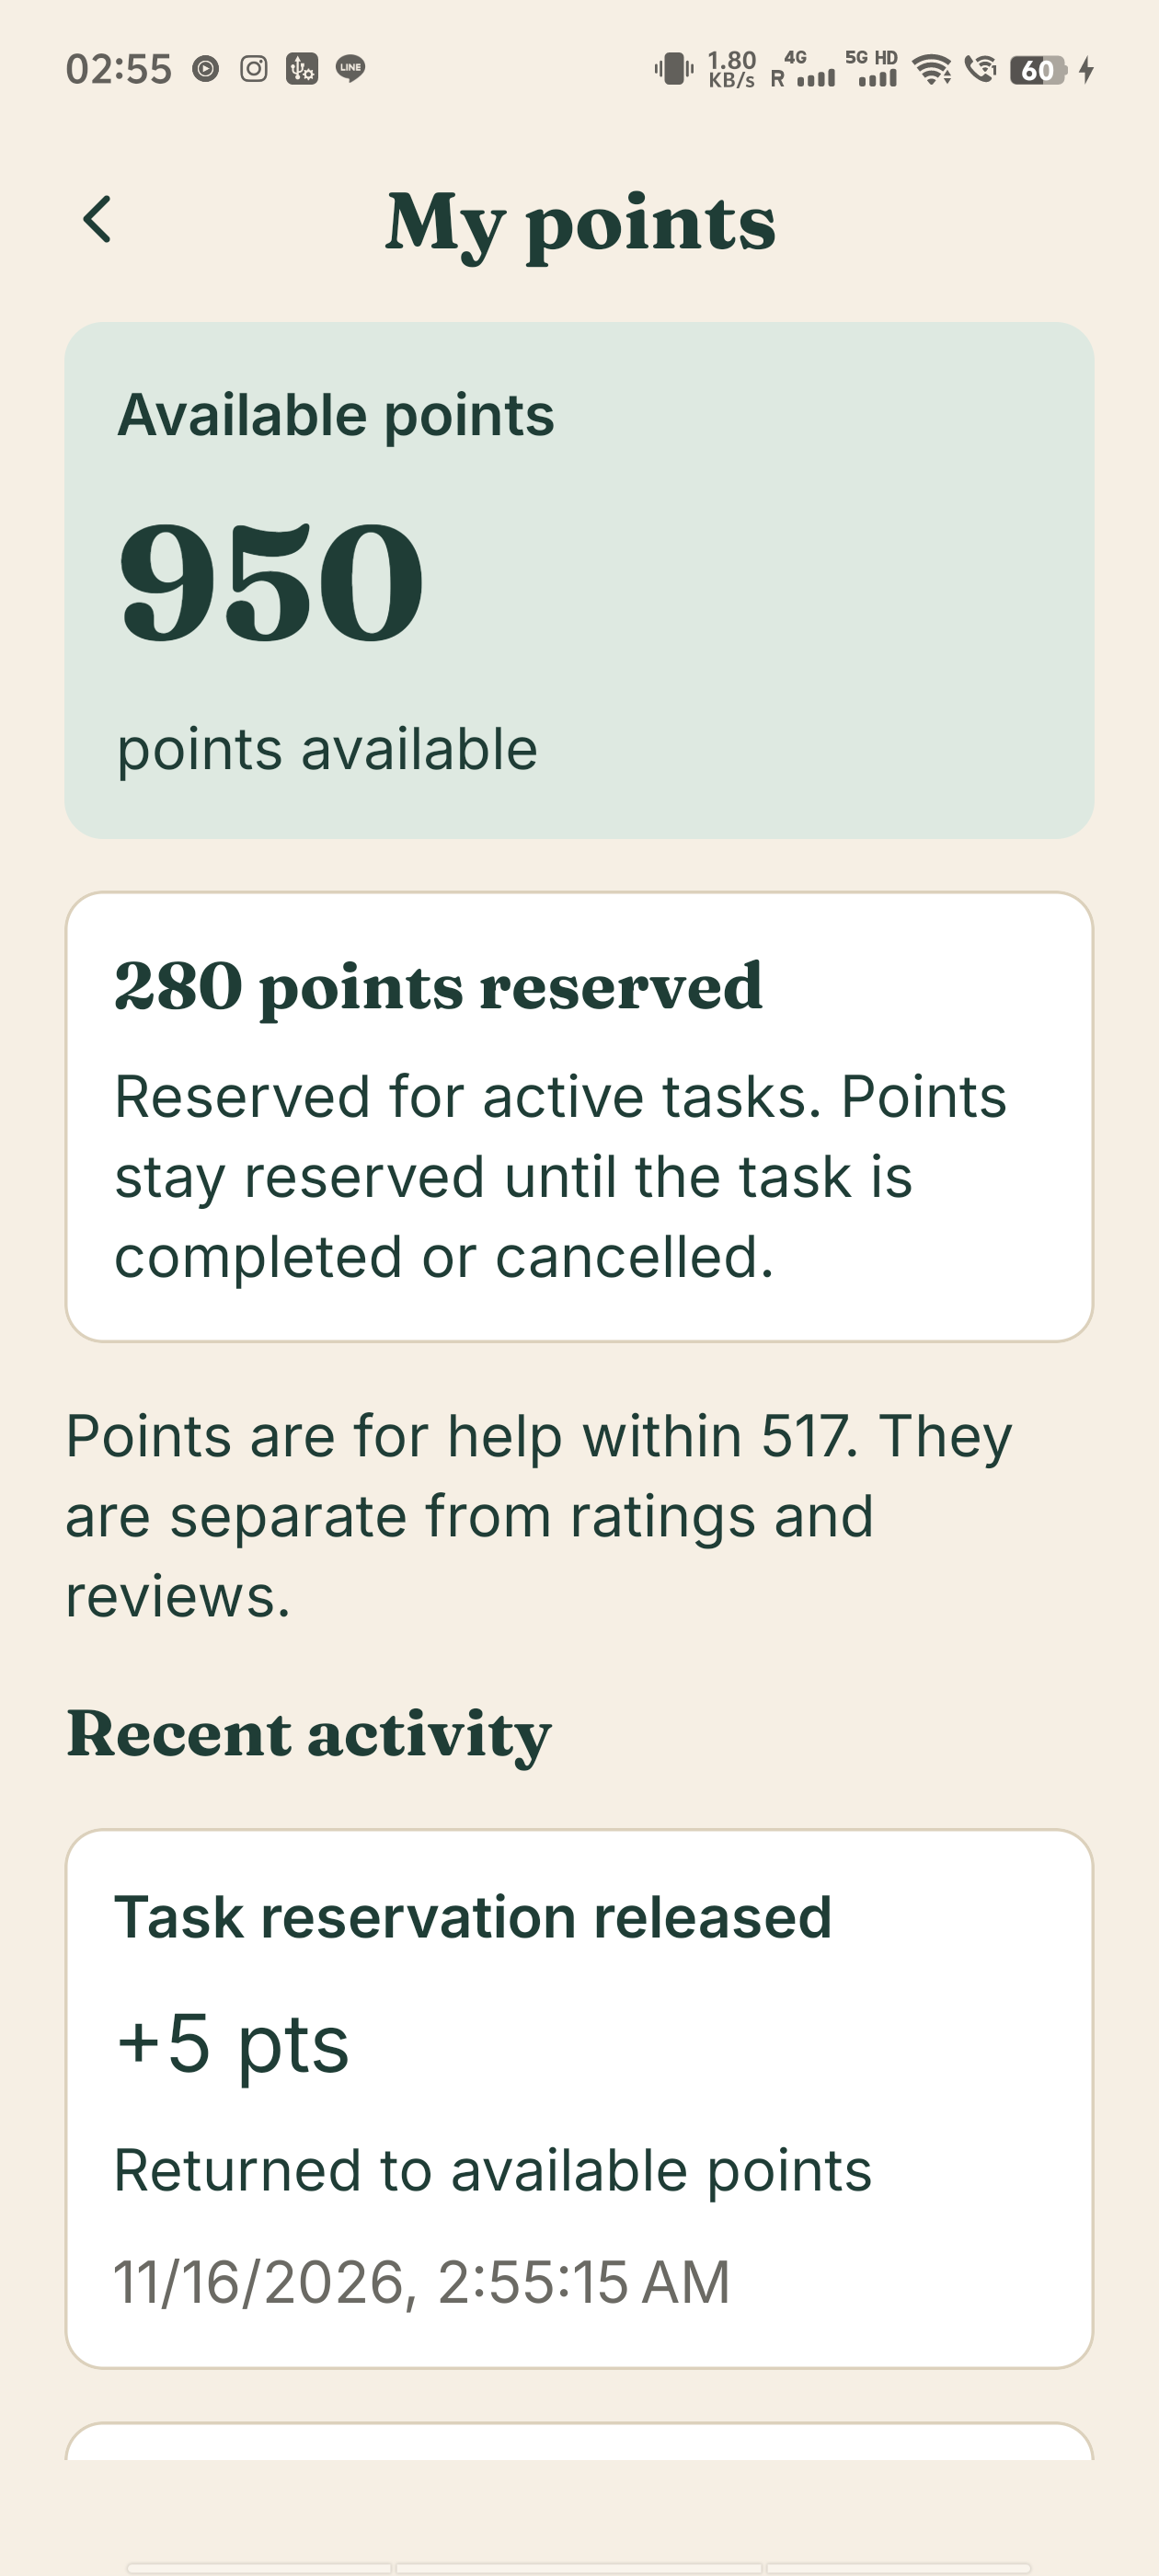 02:55
LINE
1.80
KB/s
R
4G
5G HD
60
My points
Available points
950
points available
280 points reserved
Reserved for active tasks. Points
stay reserved until the task is
completed or cancelled.
Points are for help within 517. They
are separate from ratings and
reviews.
Recent activity
Task reservation released
+5 pts
Returned to available points
11/16/2026, 2:55:15 AM